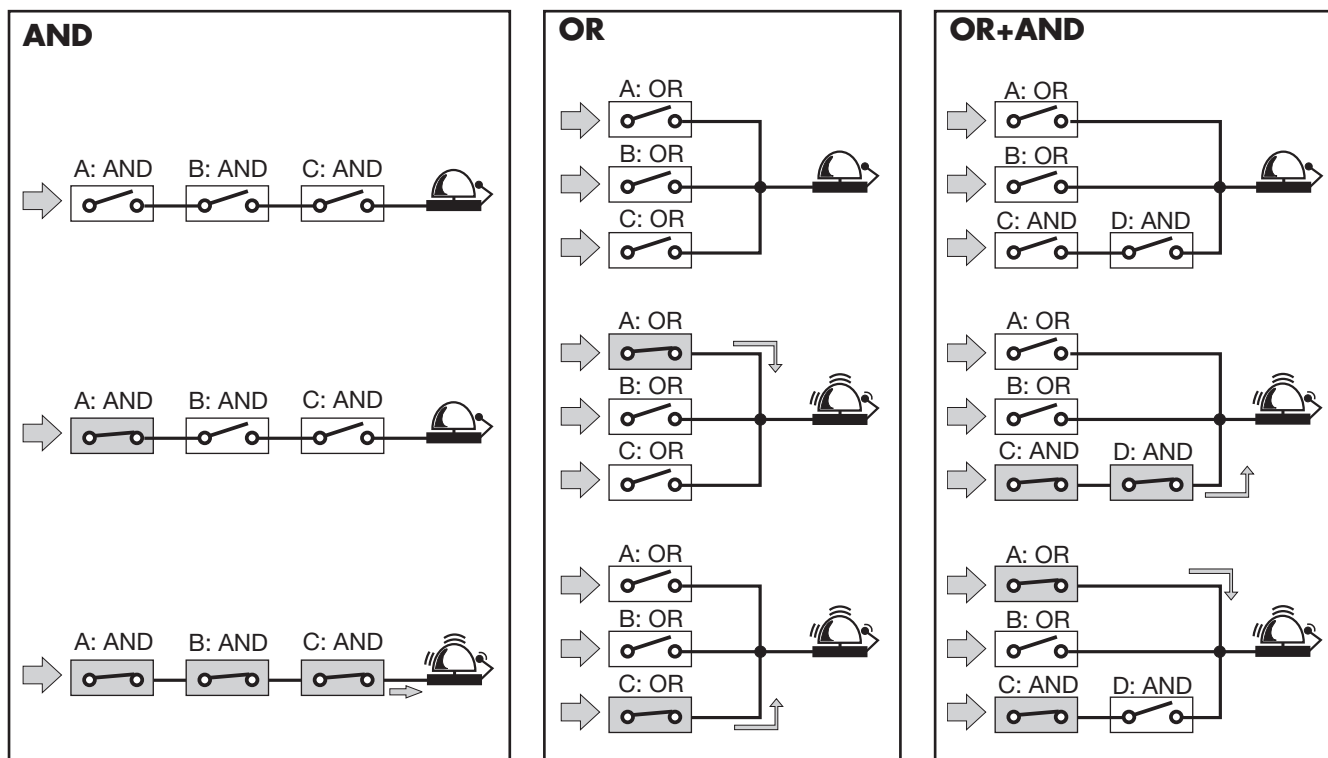 AND
A: AND B: AND C: AND
A: AND B: AND C: AND
A: AND B: AND C: AND
OR
A: OR
B: OR
C: OR
A: OR
B: OR
C: OR
A: OR
B: OR
C: OR
OR+AND
A: OR
B: OR
C: AND D: AND
A: OR
B: OR
C: AND D: AND
A: OR
B: OR
C: AND D: AND